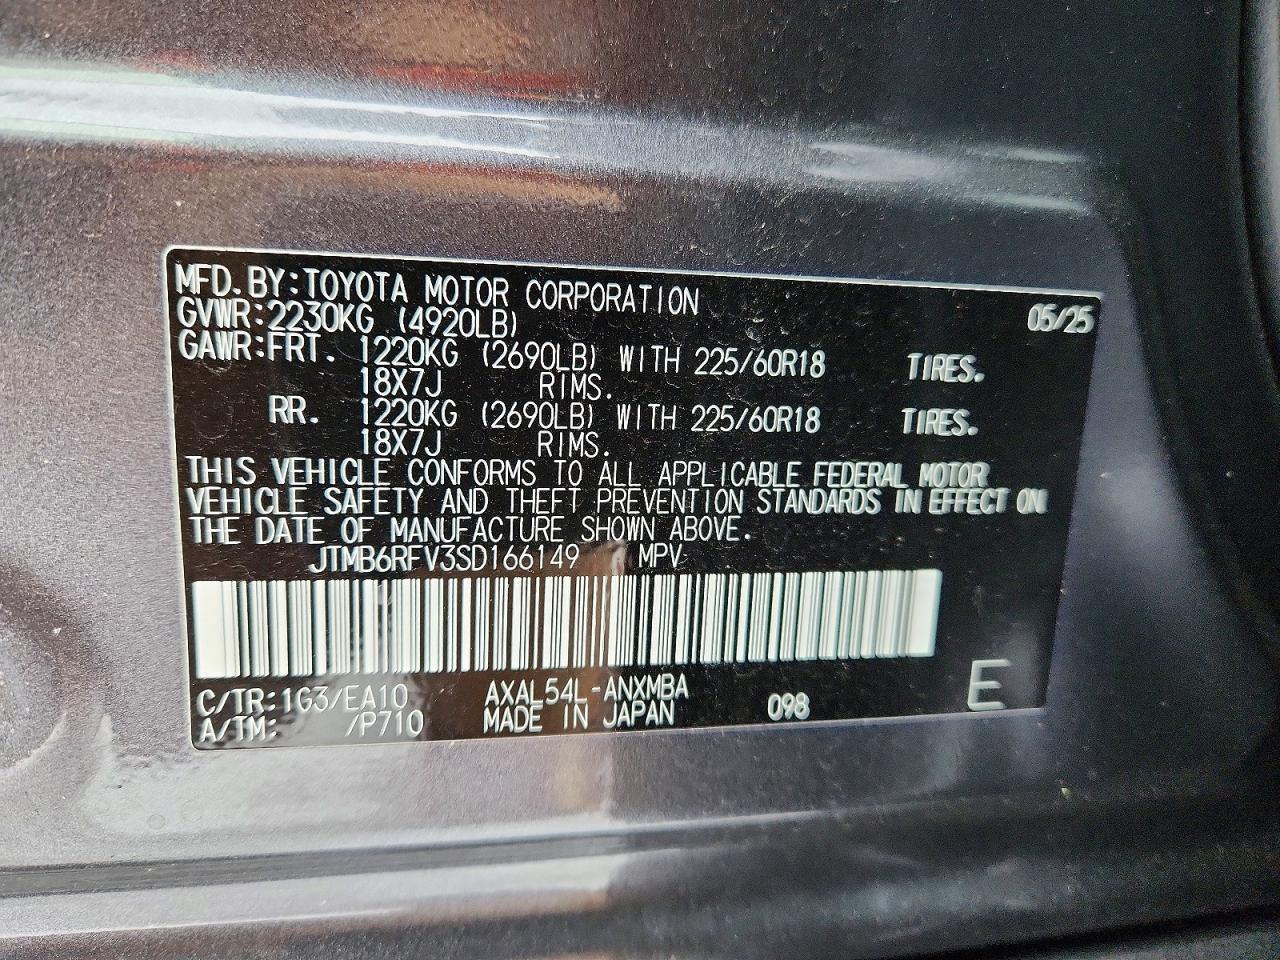 MFD.BY:TOYOTA MOTOR CORPORATION 05/25
GVWR:2230KG (4920LB)
GAWR:FRT. 1220KG (2690LB) WITH 225/60R18 TIRES.
18X7J RIMS.
RR. 1220KG (2690LB) WITH 225/60R18 TIRES.
18X7J RIMS.
THIS VEHICLE CONFORMS TO ALL APPLICABLE FEDERAL MOTOR
VEHICLE SAFETY AND THEFT PREVENTION STANDARDS IN EFFECT ON
THE DATE OF MANUFACTURE SHOWN ABOVE.
JTMB6RFV3SD166149 MPV
C/TR:1G3/EA10 AXAL54L-ANXMBA 098 E
A/TM: /P710 MADE IN JAPAN